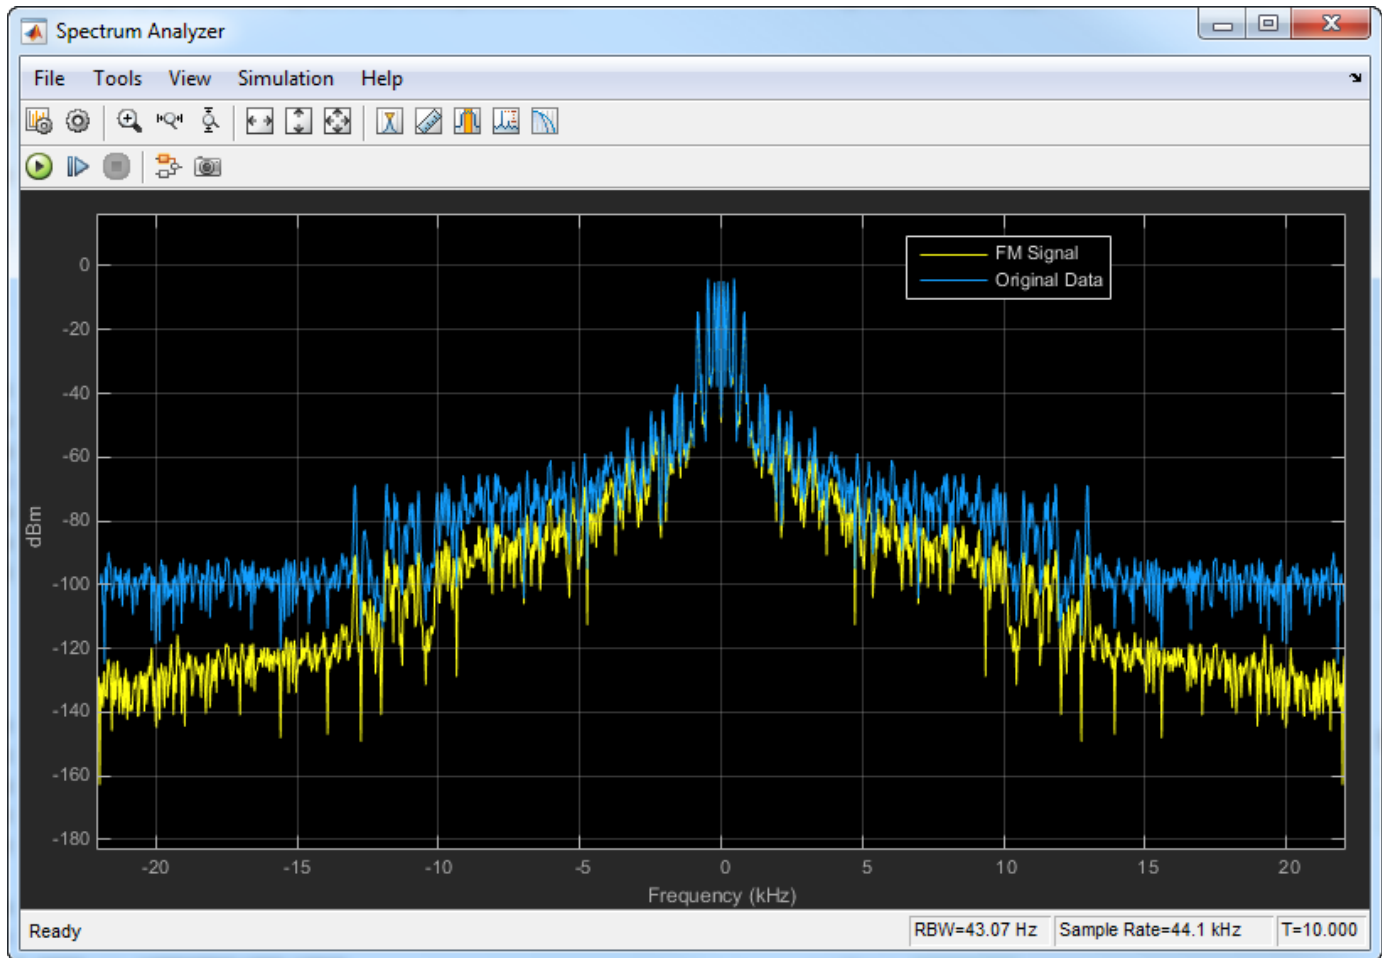 Spectrum Analyzer
File Tools View Simulation Help
FM Signal
Original Data
0
-20
-40
-60
-80
-100
-120
-140
-160
-180
dBm
-20 -15 -10 -5 0 5 10 15 20
Frequency (kHz)
Ready RBW=43.07 Hz Sample Rate=44.1 kHz T=10.000